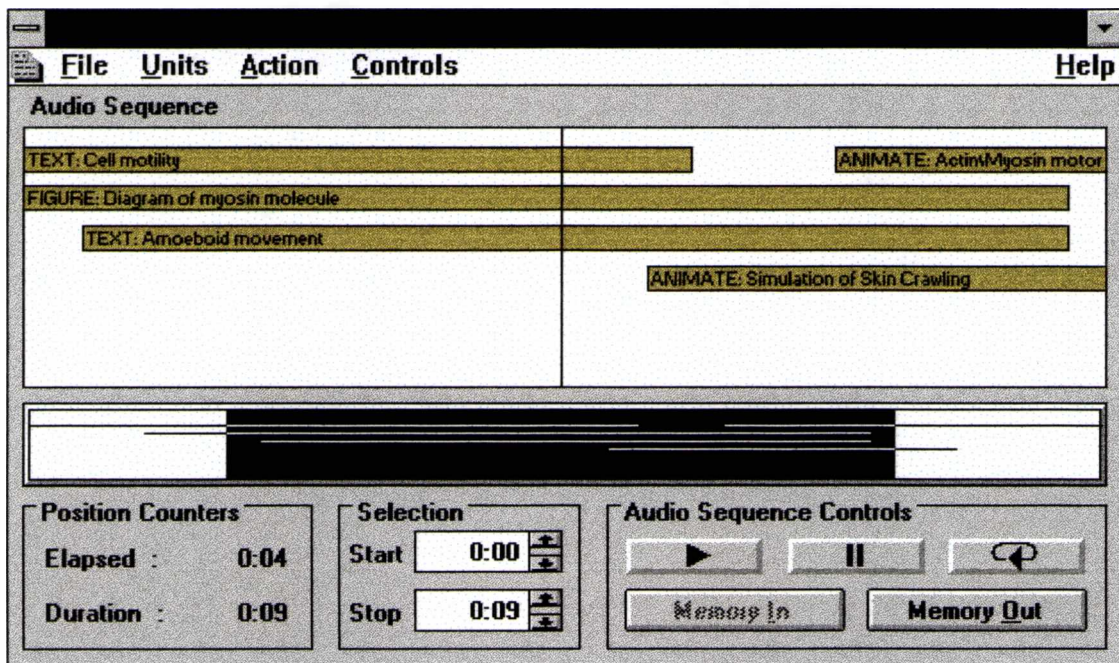 File Units Action Controls Help
Audio Sequence
TEXT: Cell motility ANIMATE: Actin\Myosin motor
FIGURE: Diagram of myosin molecule
TEXT: Amoeboid movement
ANIMATE: Simulation of Skin Crawling
Position Counters
Elapsed : 0:04
Duration : 0:09
Selection
Start 0:00
Stop 0:09
Audio Sequence Controls
Memory In Memory Out